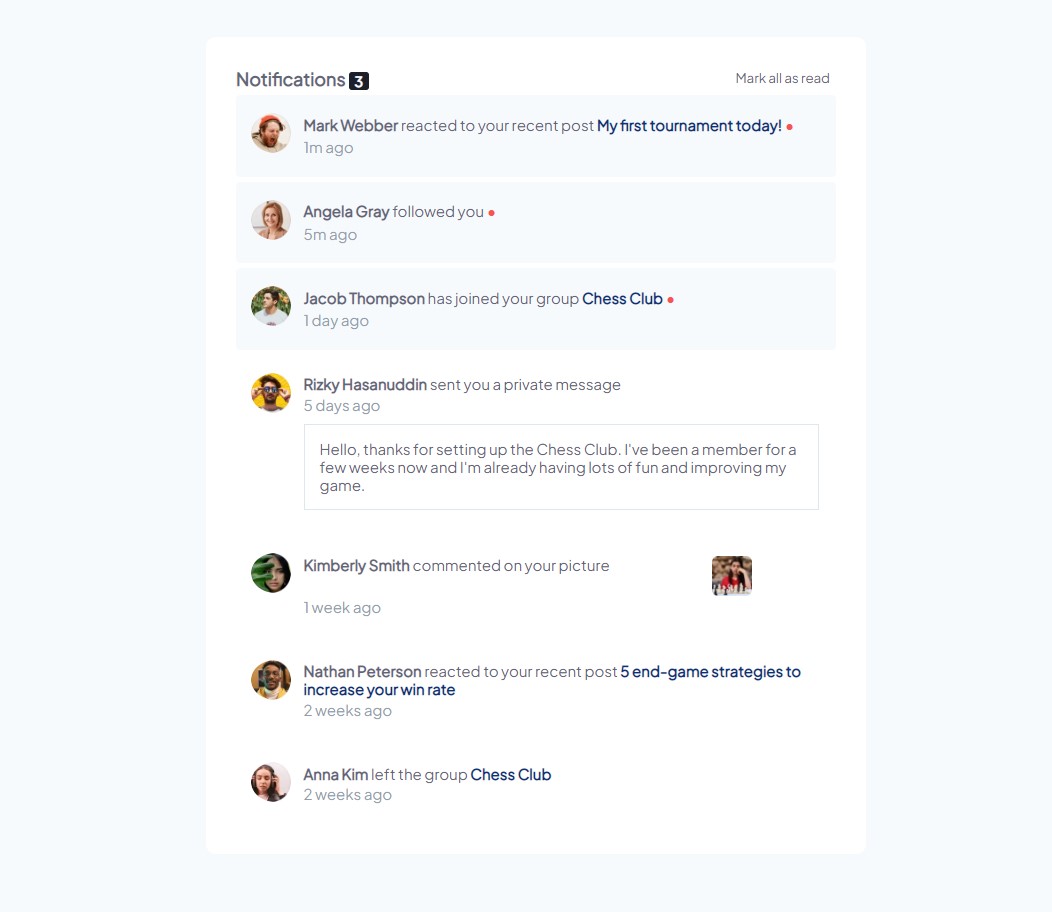 Notifications 3 Mark all as read
Mark Webber reacted to your recent post My first tournament today!
1m ago
Angela Gray followed you
5m ago
Jacob Thompson has joined your group Chess Club
1 day ago
Rizky Hasanuddin sent you a private message
5 days ago
Hello, thanks for setting up the Chess Club. I've been a member for a
few weeks now and I'm already having lots of fun and improving my
game.
Kimberly Smith commented on your picture
1 week ago
Nathan Peterson reacted to your recent post 5 end-game strategies to
increase your win rate
2 weeks ago
Anna Kim left the group Chess Club
2 weeks ago